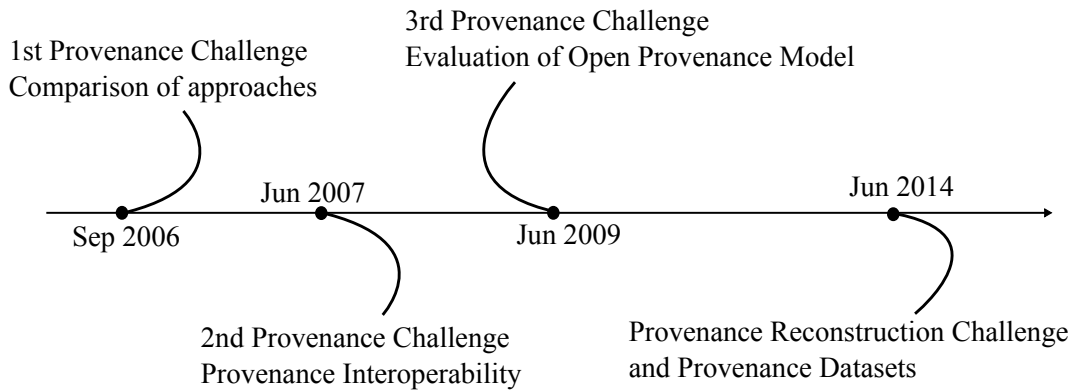 1st Provenance Challenge
Comparison of approaches
3rd Provenance Challenge
Evaluation of Open Provenance Model
Sep 2006
Jun 2007
Jun 2009
Jun 2014
2nd Provenance Challenge
Provenance Interoperability
Provenance Reconstruction Challenge
and Provenance Datasets